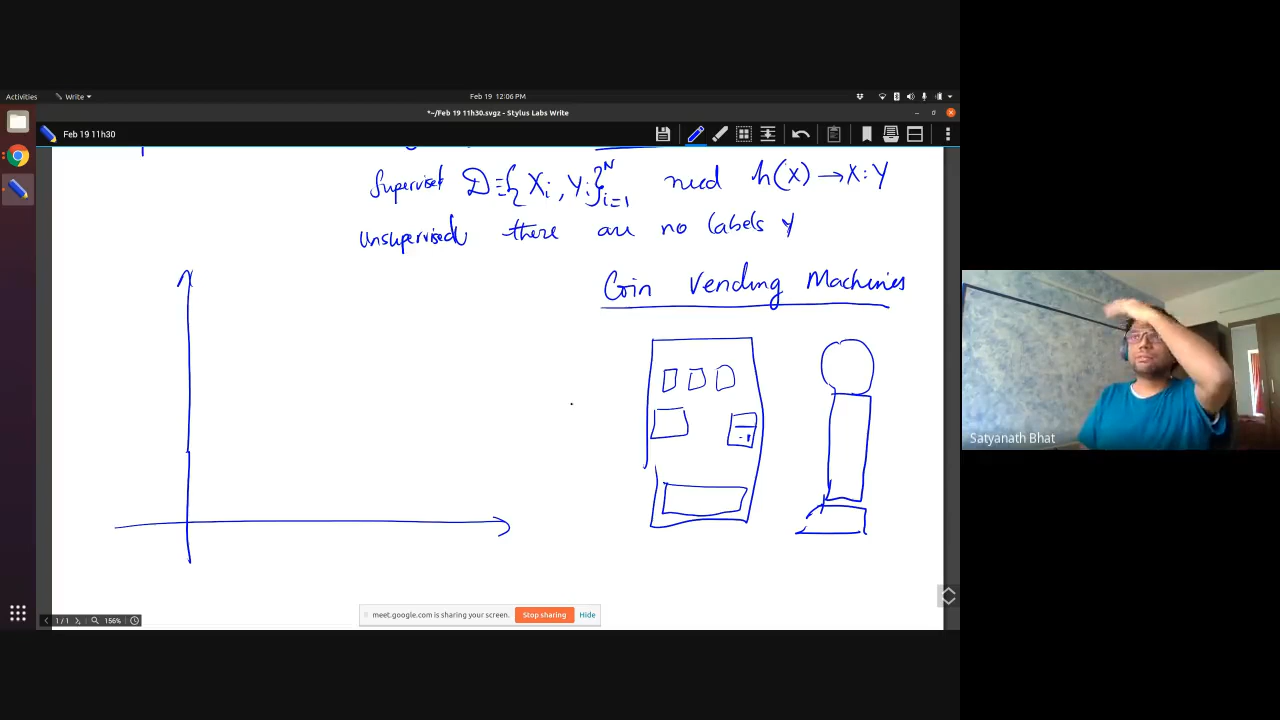 Activities
Write
Feb 19 12:06 PM
*~/Feb 19 11h30.svgz - Stylus Labs Write
Feb 19 11h30
Supervised D ≡ { Xi , Yi }i=1 N need h(X) → X : Y
Unsupervised there are no labels Y
Coin Vending Machines
Satyanath Bhat
meet.google.com is sharing your screen.
Stop sharing
Hide
1 / 1
156%